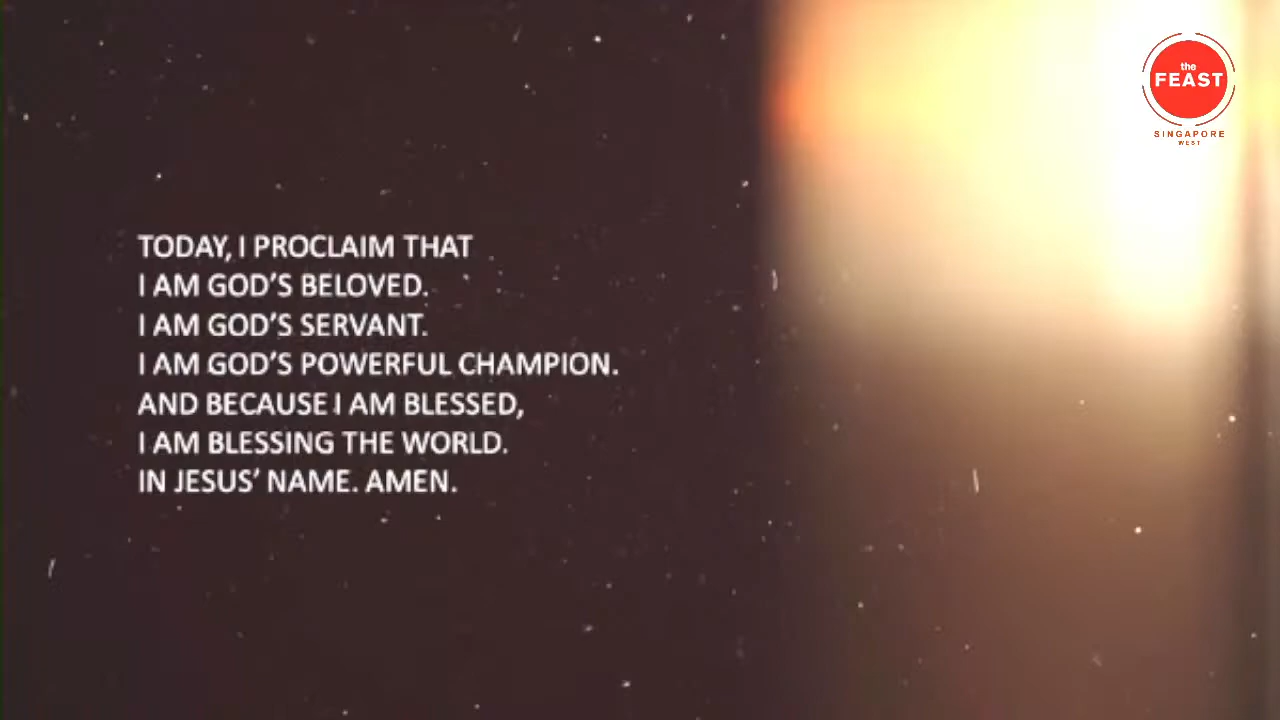 the
FEAST
SINGAPORE
WEST
TODAY, I PROCLAIM THAT
I AM GOD'S BELOVED.
I AM GOD'S SERVANT.
I AM GOD'S POWERFUL CHAMPION.
AND BECAUSE I AM BLESSED,
I AM BLESSING THE WORLD.
IN JESUS' NAME. AMEN.